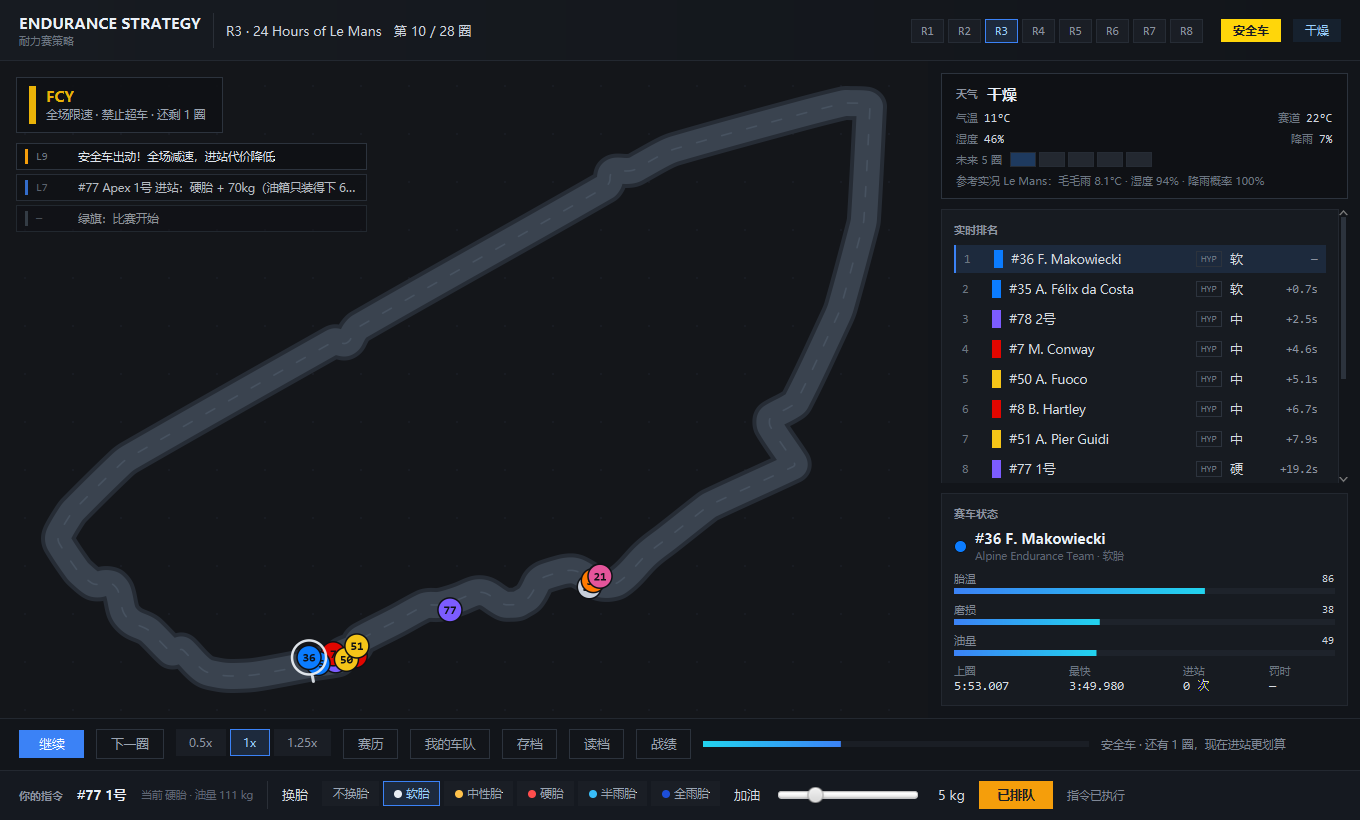 ENDURANCE STRATEGY
耐力赛策略
R3 · 24 Hours of Le Mans 第 10 / 28 圈
R1 R2 R3 R4 R5 R6 R7 R8 安全车 干燥
FCY
全场限速 · 禁止超车 · 还剩 1 圈
L9 安全车出动！全场减速，进站代价降低
L7 #77 Apex 1号 进站：硬胎 + 70kg（油箱只装得下 6...
— 绿旗：比赛开始
21
77
51
50
36
天气 干燥
气温 11°C 赛道 22°C
湿度 46% 降雨 7%
未来 5 圈
参考实况 Le Mans：毛毛雨 8.1°C · 湿度 94% · 降雨概率 100%
实时排名
1 #36 F. Makowiecki HYP 软 —
2 #35 A. Félix da Costa HYP 软 +0.7s
3 #78 2号 HYP 中 +2.5s
4 #7 M. Conway HYP 中 +4.6s
5 #50 A. Fuoco HYP 中 +5.1s
6 #8 B. Hartley HYP 中 +6.7s
7 #51 A. Pier Guidi HYP 中 +7.9s
8 #77 1号 HYP 硬 +19.2s
赛车状态
#36 F. Makowiecki
Alpine Endurance Team · 软胎
胎温 86
磨损 38
油量 49
上圈 最快 进站 罚时
5:53.007 3:49.980 0 次 —
继续 下一圈 0.5x 1x 1.25x 赛历 我的车队 存档 读档 战绩 安全车 · 还有 1 圈，现在进站更划算
你的指令 #77 1号 当前 硬胎 · 油量 111 kg 换胎 不换胎 软胎 中性胎 硬胎 半雨胎 全雨胎 加油 5 kg 已排队 指令已执行